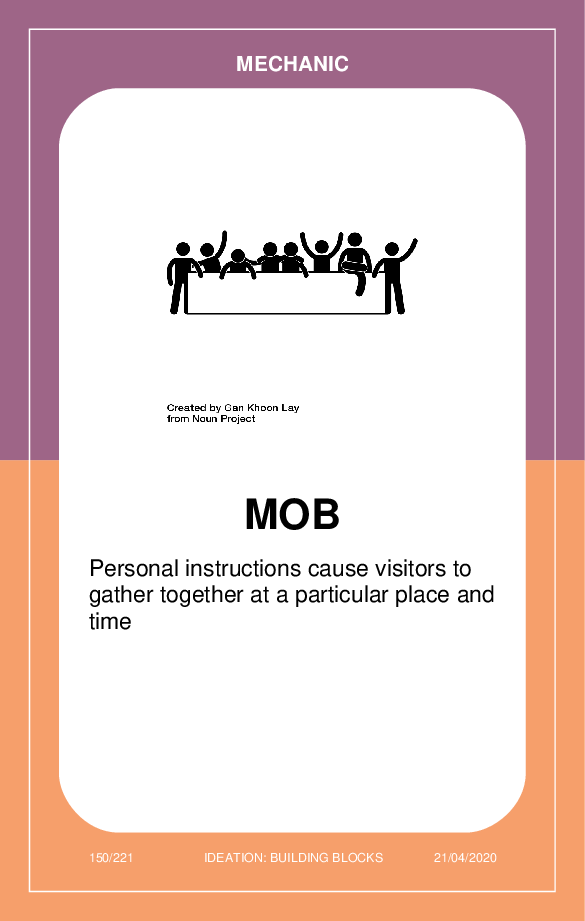 MECHANIC
Created by Gan Khoon Lay
from Noun Project
MOB
Personal instructions cause visitors to
gather together at a particular place and
time
150/221 IDEATION: BUILDING BLOCKS 21/04/2020